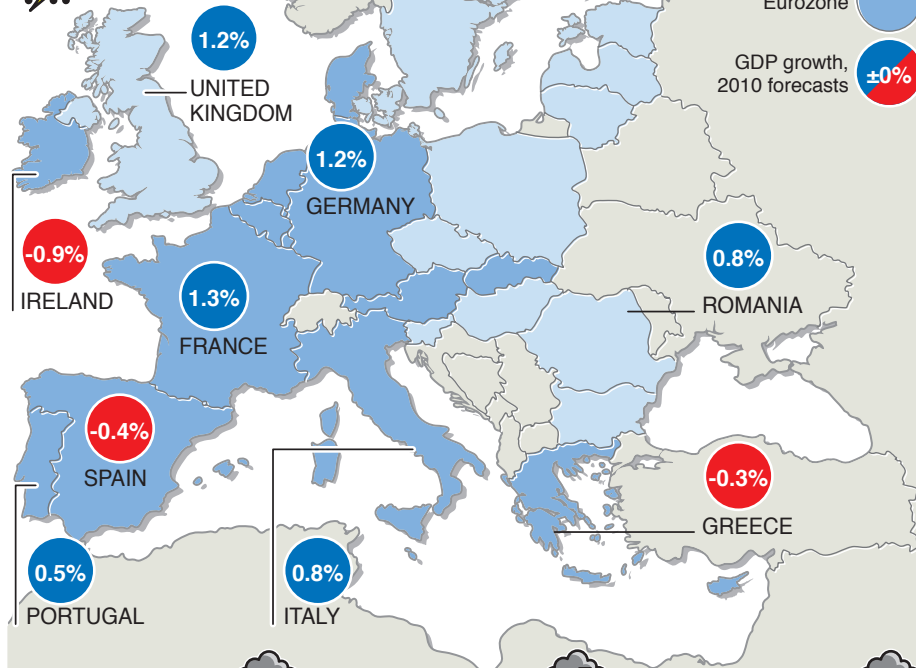 Eurozone
GDP growth,
2010 forecasts
±0%
1.2%
UNITED
KINGDOM
1.2%
GERMANY
-0.9%
IRELAND
1.3%
FRANCE
0.8%
ROMANIA
-0.4%
SPAIN
-0.3%
GREECE
0.5%
PORTUGAL
0.8%
ITALY